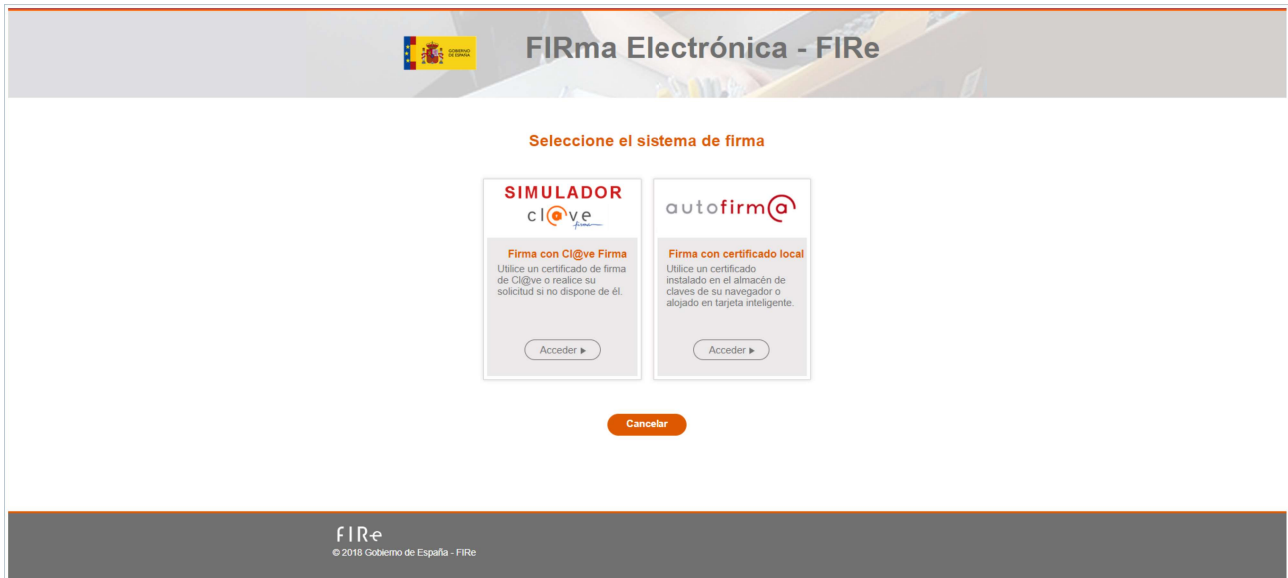 GOBIERNO
DE ESPAÑA
FIRma Electrónica - FIRe
Seleccione el sistema de firma
SIMULADOR
cl@ve
firma
Firma con Cl@ve Firma
Utilice un certificado de firma
de Cl@ve o realice su
solicitud si no dispone de él.
Acceder
autofirm@
Firma con certificado local
Utilice un certificado
instalado en el almacén de
claves de su navegador o
alojado en tarjeta inteligente.
Acceder
Cancelar
FIRe
© 2018 Gobierno de España - FIRe